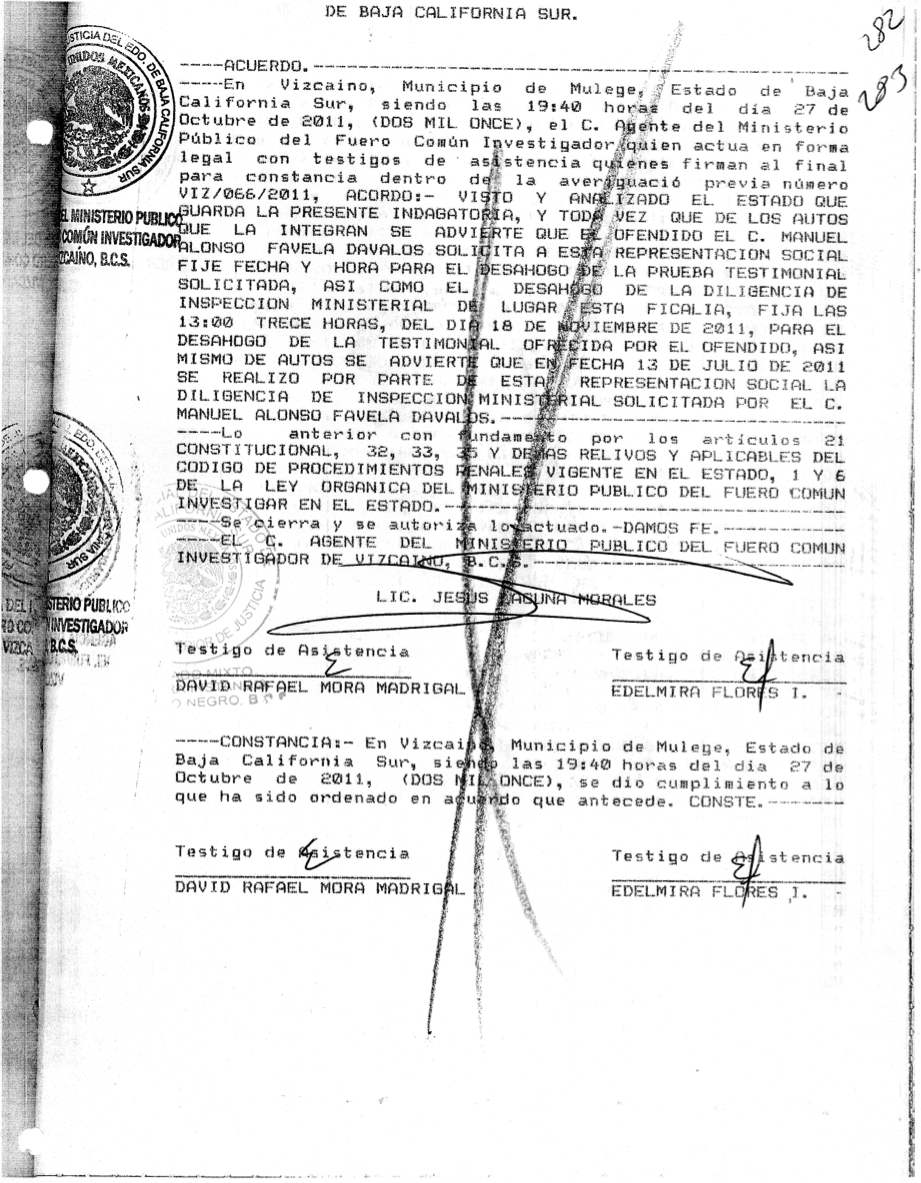 DE BAJA CALIFORNIA SUR.
282
283
----ACUERDO.----
----En Vizcaino, Municipio de Mulege, Estado de Baja
California Sur, siendo las 19:40 horas del día 27 de
Octubre de 2011, (DOS MIL ONCE), el C. Agente del Ministerio
Público del Fuero Común Investigador quien actua en forma
legal con testigos de asistencia quienes firman al final
para constancia dentro de la averiguació previa número
VIZ/066/2011, ACORDO:- VISTO Y ANALIZADO EL ESTADO QUE
GUARDA LA PRESENTE INDAGATORIA, Y TODA VEZ QUE DE LOS AUTOS
QUE LA INTEGRAN SE ADVIERTE QUE EL OFENDIDO EL C. MANUEL
ALONSO FAVELA DAVALOS SOLICITA A ESTA REPRESENTACION SOCIAL
FIJE FECHA Y HORA PARA EL DESAHOGO DE LA PRUEBA TESTIMONIAL
SOLICITADA, ASI COMO EL DESAHOGO DE LA DILIGENCIA DE
INSPECCION MINISTERIAL DE LUGAR ESTA FICALIA, FIJA LAS
13:00 TRECE HORAS, DEL DIA 18 DE NOVIEMBRE DE 2011, PARA EL
DESAHOGO DE LA TESTIMONIAL OFRECIDA POR EL OFENDIDO, ASI
MISMO DE AUTOS SE ADVIERTE QUE EN FECHA 13 DE JULIO DE 2011
SE REALIZO POR PARTE DE ESTA REPRESENTACION SOCIAL LA
DILIGENCIA DE INSPECCION MINISTERIAL SOLICITADA POR EL C.
MANUEL ALONSO FAVELA DAVALOS.----
----Lo anterior con fundamento por los artículos 21
CONSTITUCIONAL, 32, 33, 35 Y DEMAS RELIVOS Y APLICABLES DEL
CODIGO DE PROCEDIMIENTOS PENALES VIGENTE EN EL ESTADO, 1 Y 6
DE LA LEY ORGANICA DEL MINISTERIO PUBLICO DEL FUERO COMUN
INVESTIGAR EN EL ESTADO.----
----Se cierra y se autoriza lo actuado.-DAMOS FE.----
----EL C. AGENTE DEL MINISTERIO PUBLICO DEL FUERO COMUN
INVESTIGADOR DE VIZCAINO, B.C.S.----
LIC. JESUS LAGUNA MORALES
Testigo de Asistencia Testigo de Asistencia
DAVID RAFAEL MORA MADRIGAL EDELMIRA FLORES I. -
----CONSTANCIA:- En Vizcaino, Municipio de Mulege, Estado de
Baja California Sur, siendo las 19:40 horas del dia 27 de
Octubre de 2011, (DOS MIL ONCE), se dio cumplimiento a lo
que ha sido ordenado en acuerdo que antecede. CONSTE.----
Testigo de Asistencia Testigo de Asistencia
DAVID RAFAEL MORA MADRIGAL EDELMIRA FLORES I. -
JUSTICIA DEL EDO. DE BAJA CALIFORNIA SUR
UNIDOS MEXICANOS
EL MINISTERIO PUBLICO
COMÚN INVESTIGADOR
ZCAINO, B.C.S.
STERIO PUBLICO
INVESTIGADOR
B.C.S.